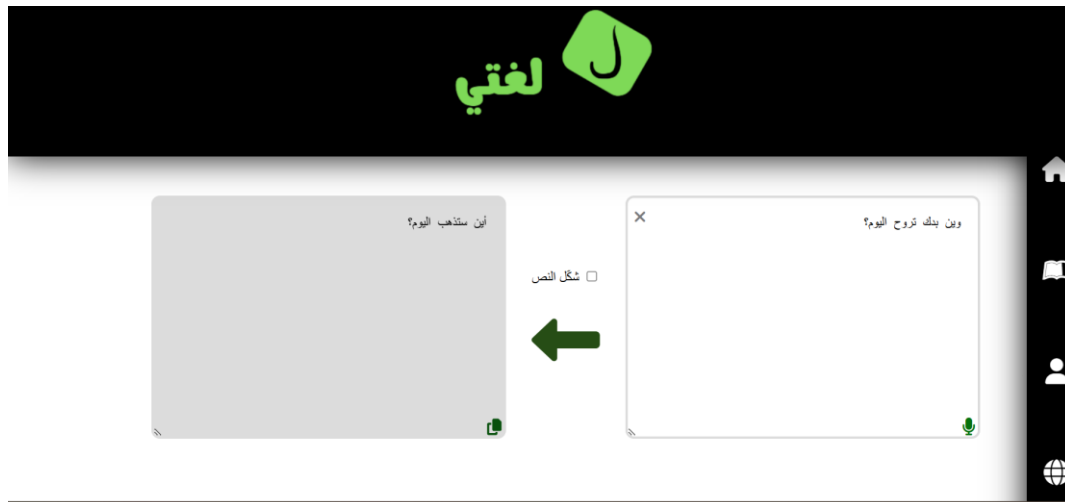 ل
لغتي
وين بدك تروح اليوم؟
شكّل النص
أين ستذهب اليوم؟